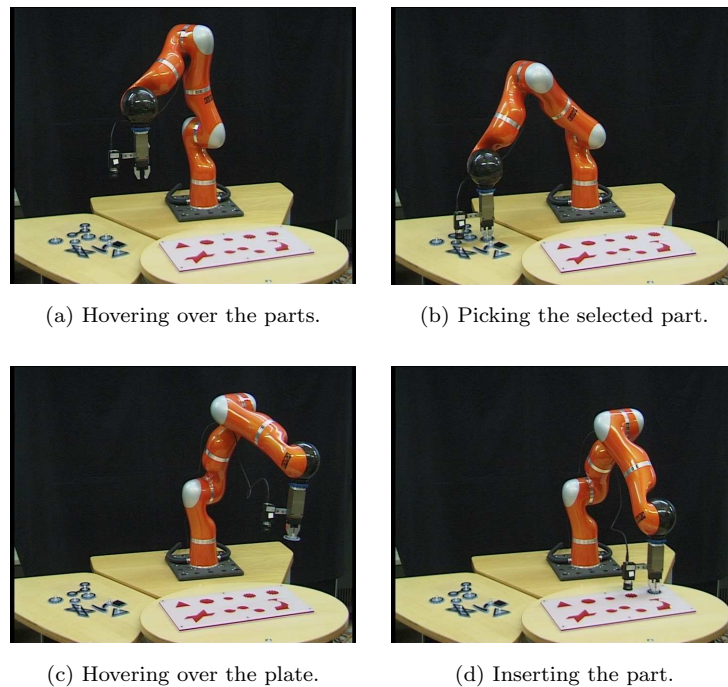 (a) Hovering over the parts.
(b) Picking the selected part.
(c) Hovering over the plate.
(d) Inserting the part.